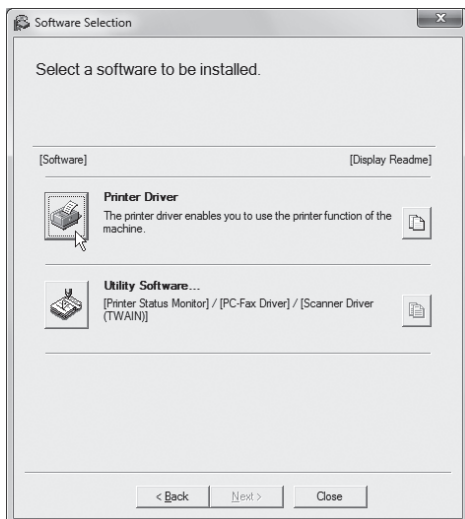 Software Selection
X
Select a software to be installed.
[Software] [Display Readme]
Printer Driver
The printer driver enables you to use the printer function of the
machine.
Utility Software...
[Printer Status Monitor] / [PC-Fax Driver] / [Scanner Driver
(TWAIN)]
< Back Next > Close